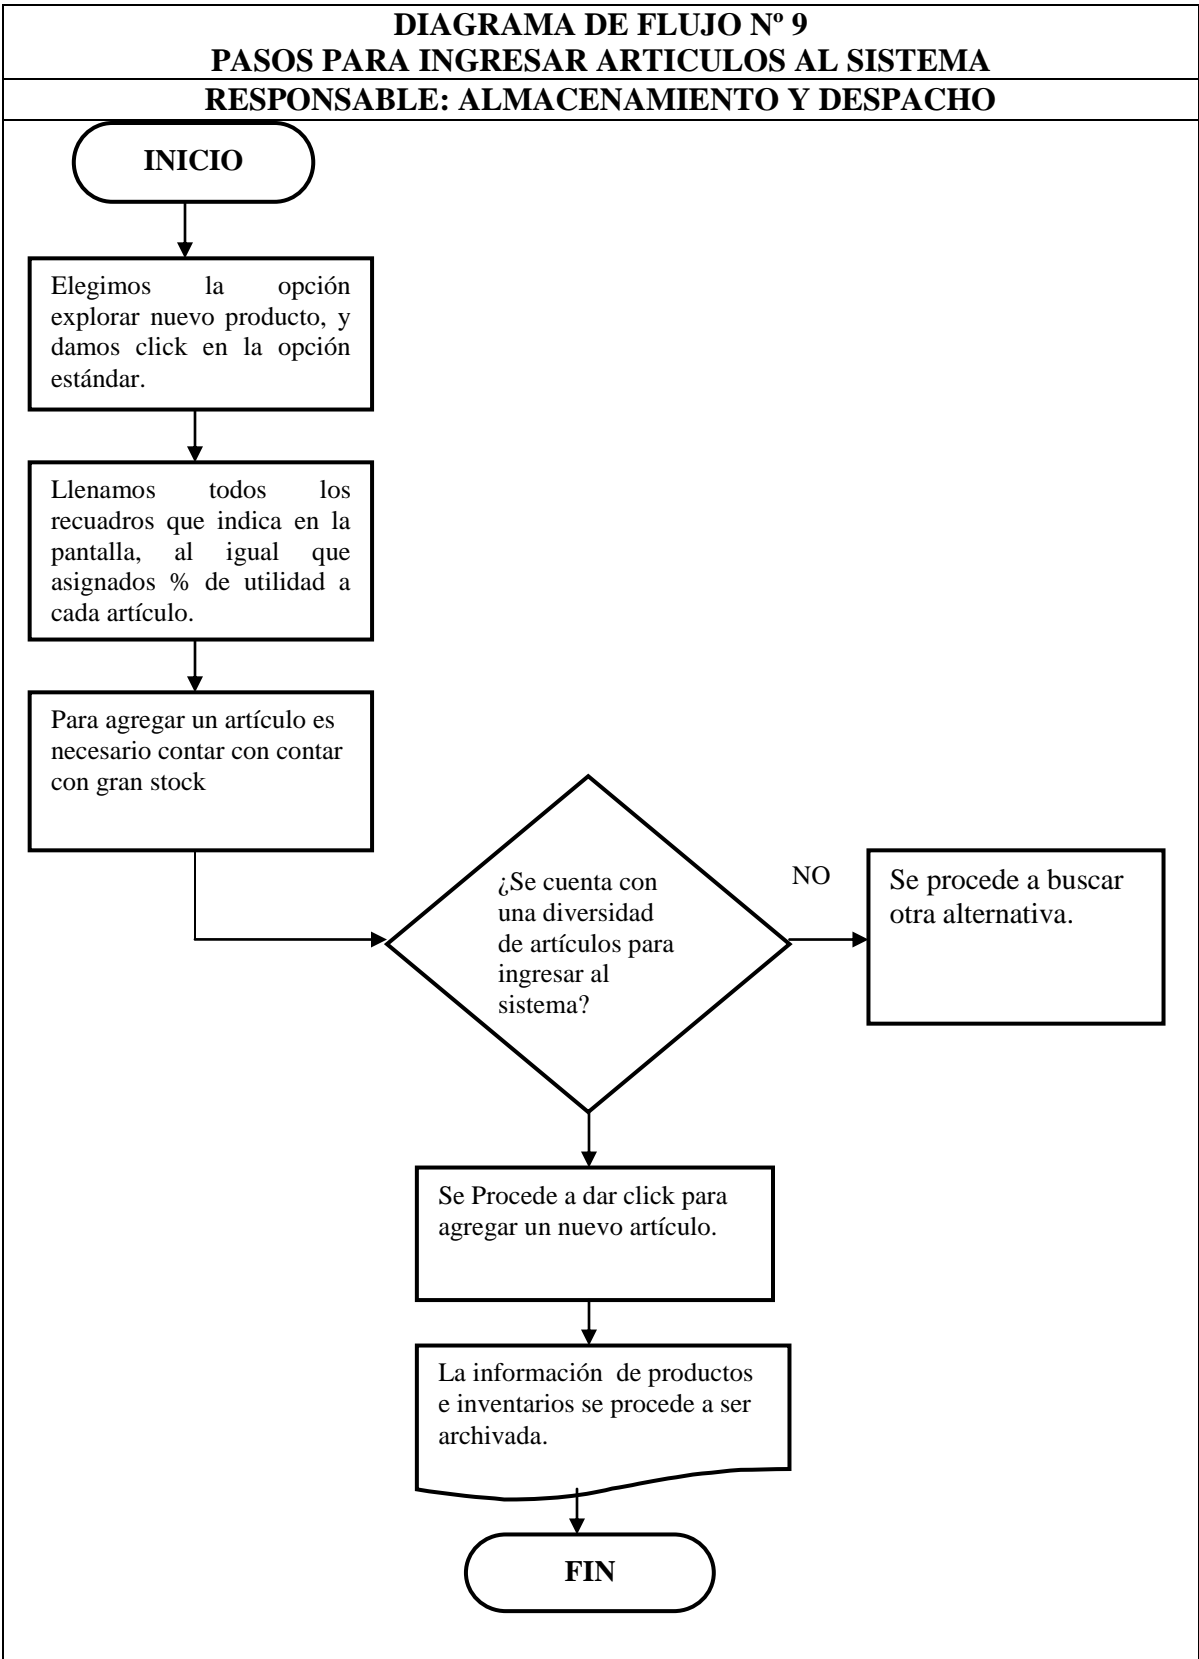 DIAGRAMA DE FLUJO Nº 9
PASOS PARA INGRESAR ARTICULOS AL SISTEMA
RESPONSABLE: ALMACENAMIENTO Y DESPACHO
INICIO
Elegimos la opción
explorar nuevo producto, y
damos click en la opción
estándar.
Llenamos todos los
recuadros que indica en la
pantalla, al igual que
asignados % de utilidad a
cada artículo.
Para agregar un artículo es
necesario contar con contar
con gran stock
¿Se cuenta con
una diversidad
de artículos para
ingresar al
sistema?
NO
Se procede a buscar
otra alternativa.
Se Procede a dar click para
agregar un nuevo artículo.
La información  de productos
e inventarios se procede a ser
archivada.
FIN